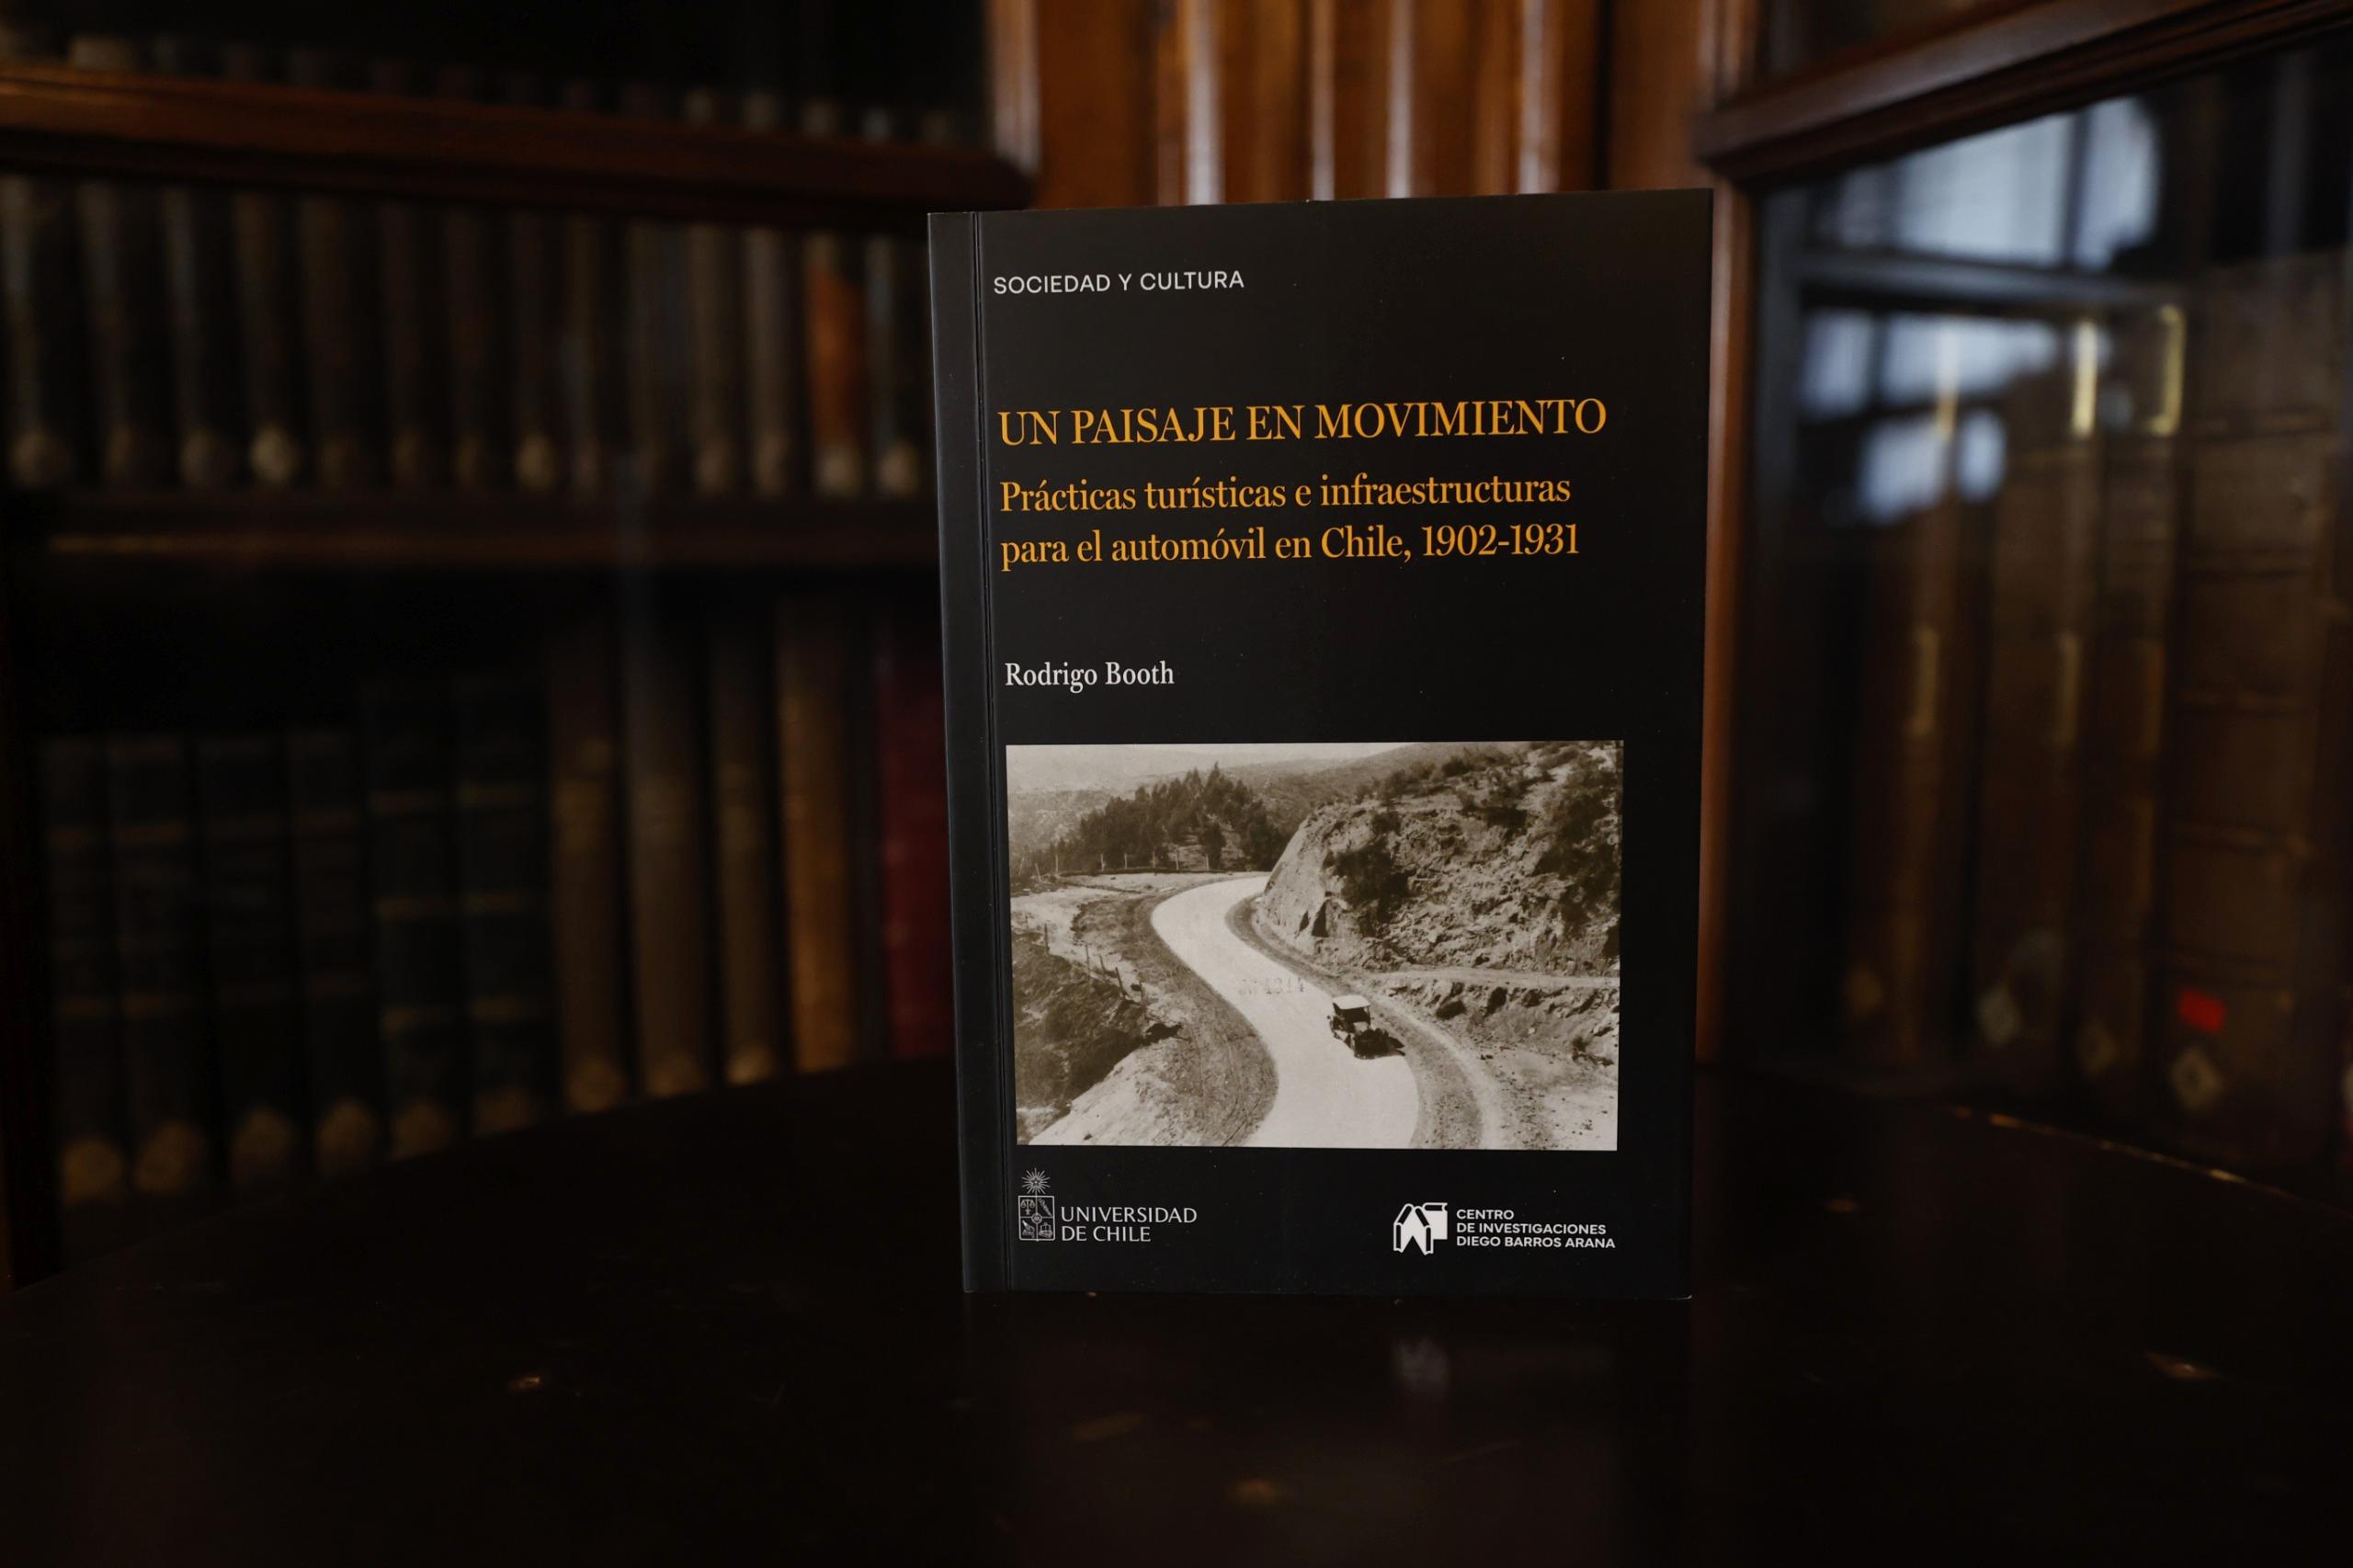 SOCIEDAD Y CULTURA
UN PAISAJE EN MOVIMIENTO
Prácticas turísticas e infraestructuras
para el automóvil en Chile, 1902-1931
Rodrigo Booth
UNIVERSIDAD
DE CHILE
CENTRO
DE INVESTIGACIONES
DIEGO BARROS ARANA